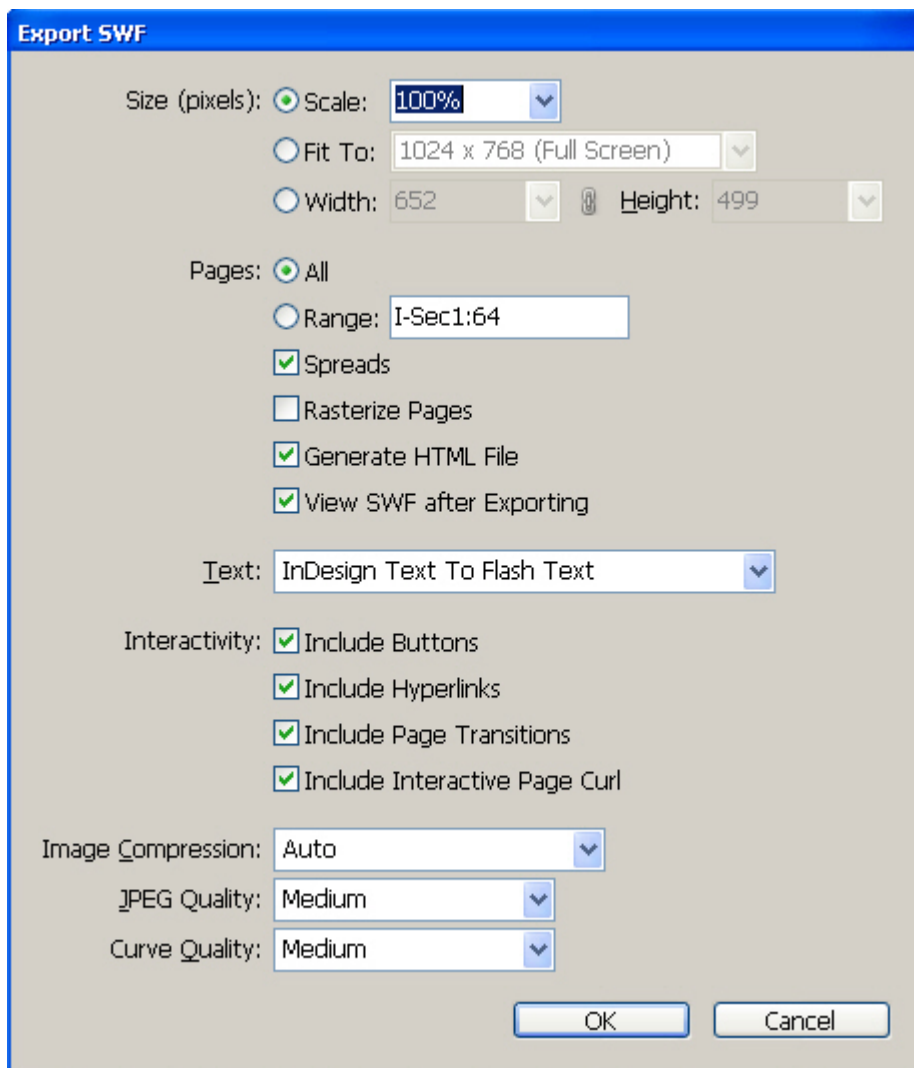 Export SWF
Size (pixels): Scale: 100%
Fit To: 1024 x 768 (Full Screen)
Width: 652 Height: 499
Pages: All
Range: I-Sec1:64
Spreads
Rasterize Pages
Generate HTML File
View SWF after Exporting
Text: InDesign Text To Flash Text
Interactivity: Include Buttons
Include Hyperlinks
Include Page Transitions
Include Interactive Page Curl
Image Compression: Auto
JPEG Quality: Medium
Curve Quality: Medium
OK Cancel